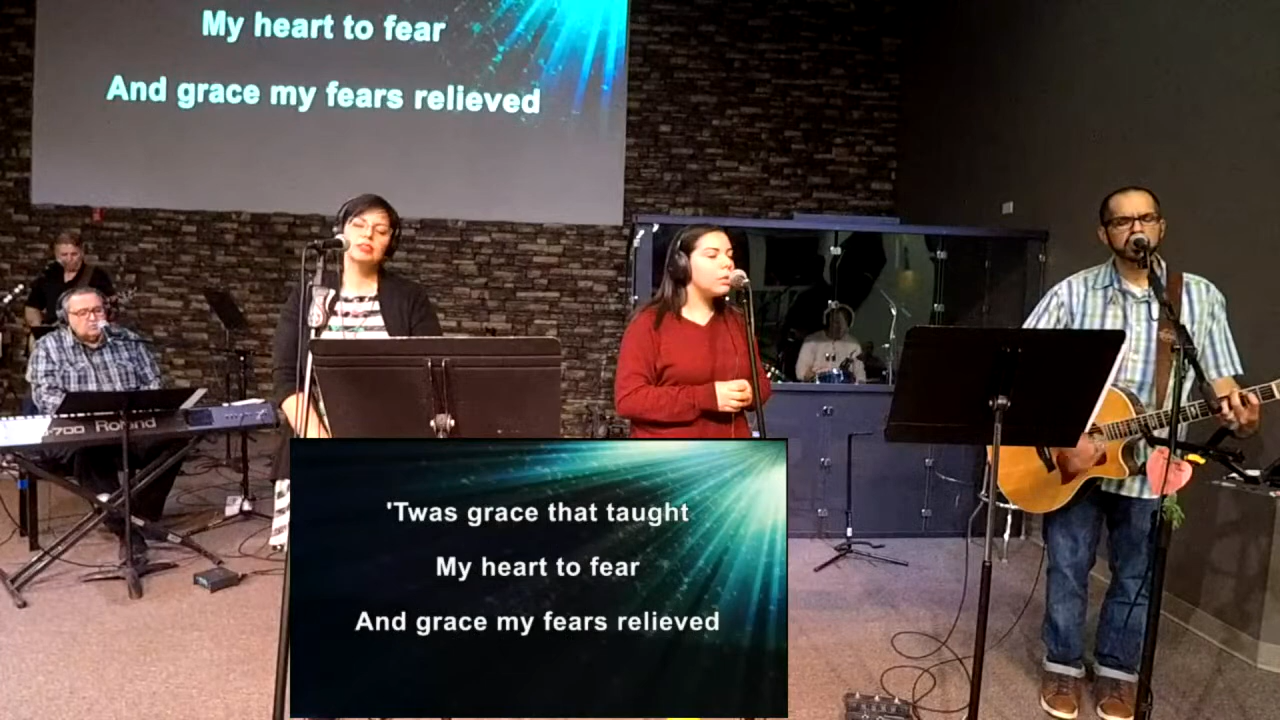 My heart to fear
And grace my fears relieved
-700 Roland
'Twas grace that taught
My heart to fear
And grace my fears relieved